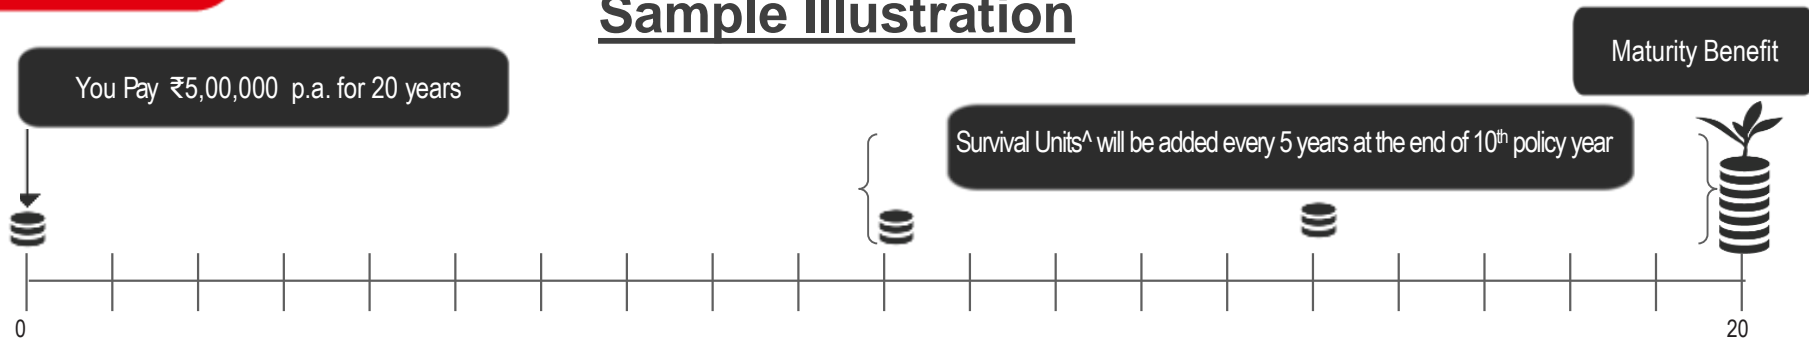 Sample Illustration
Maturity Benefit
You Pay ₹5,00,000 p.a. for 20 years
Survival Units^ will be added every 5 years at the end of 10th policy year
0
20